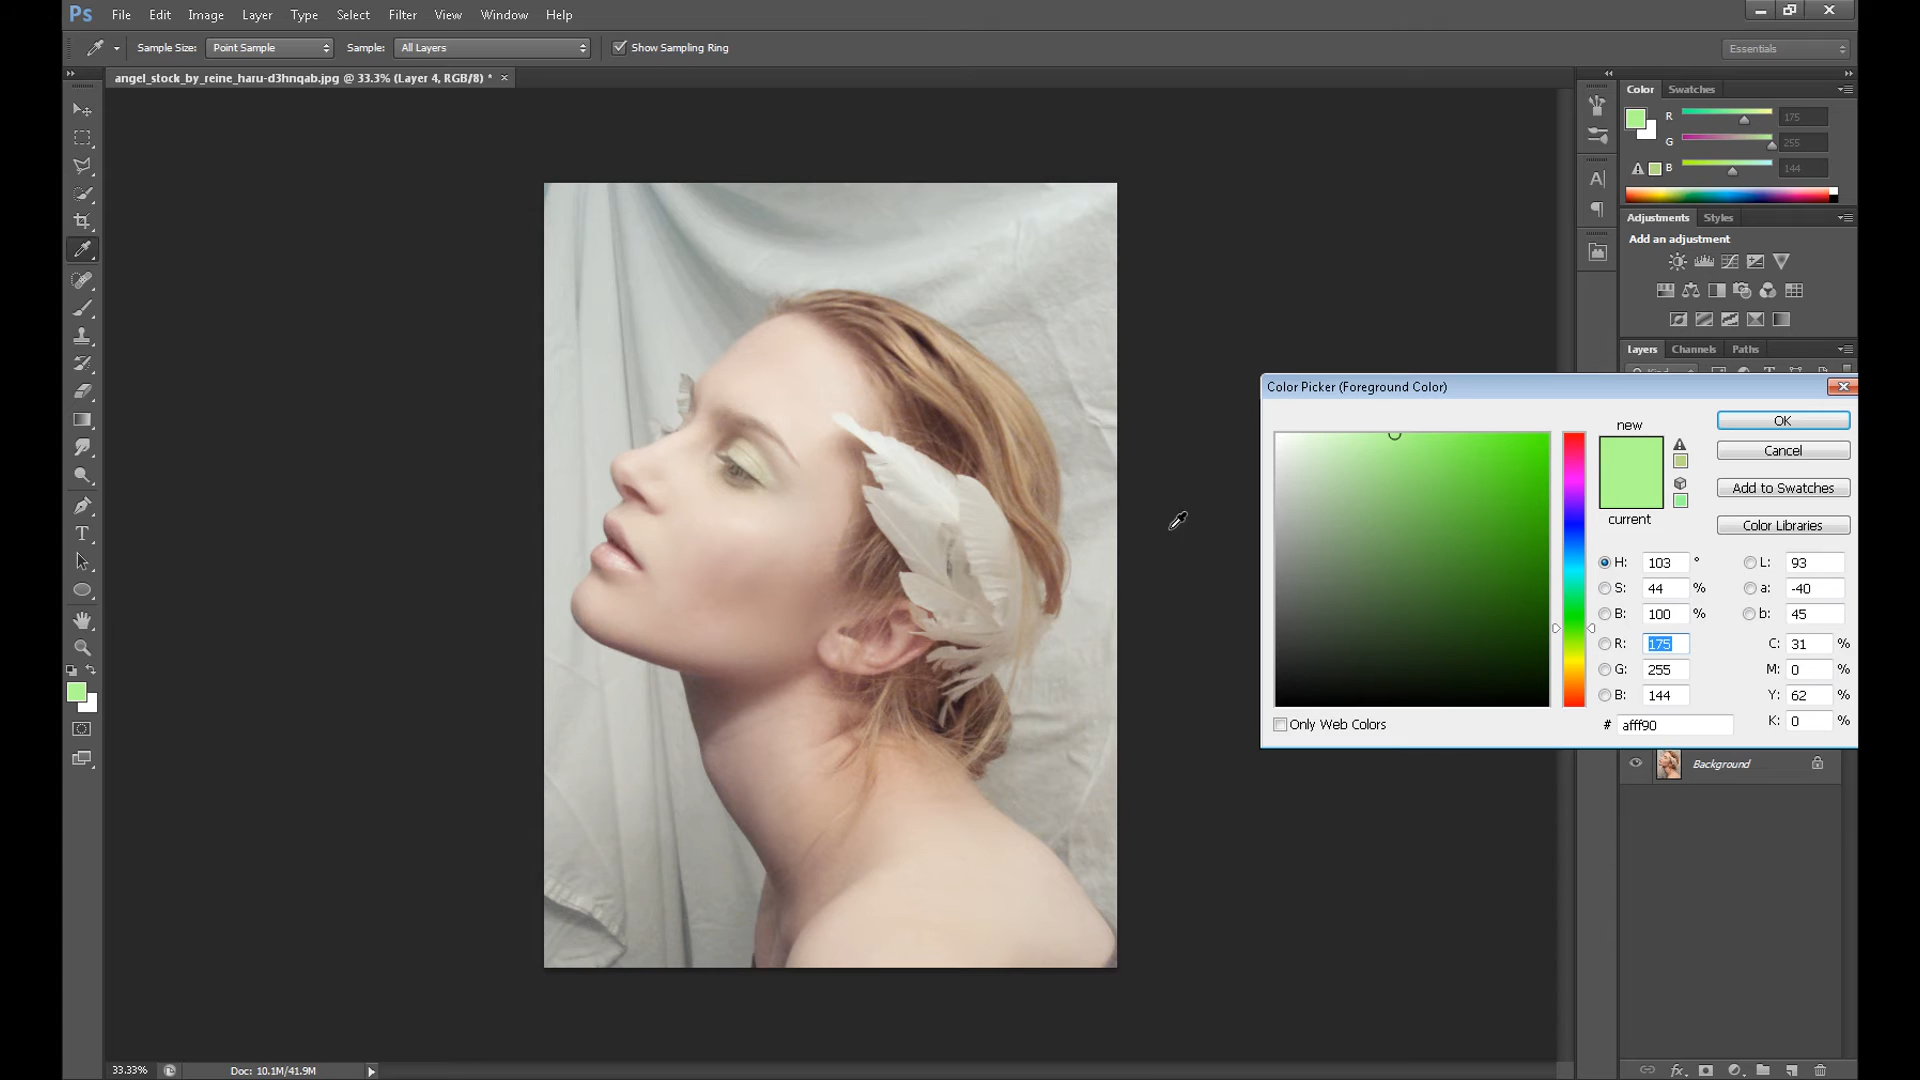 Ps File Edit Image Layer Type Select Filter View Window Help
Sample Size: Point Sample Sample: All Layers Show Sampling Ring Essentials
angel_stock_by_reine_haru-d3hnqab.jpg @ 33.3% (Layer 4, RGB/8) *
Color Swatches
R 175
G 255
B 144
Adjustments Styles
Add an adjustment
Layers Channels Paths
Color Picker (Foreground Color)
new
current
OK
Cancel
Add to Swatches
Color Libraries
H: 103 °
S: 44 %
B: 100 %
R: 175
G: 255
B: 144
# afff90
L: 93
a: -40
b: 45
C: 31 %
M: 0 %
Y: 62 %
K: 0 %
Only Web Colors
Background
33.33% Doc: 10.1M/41.9M